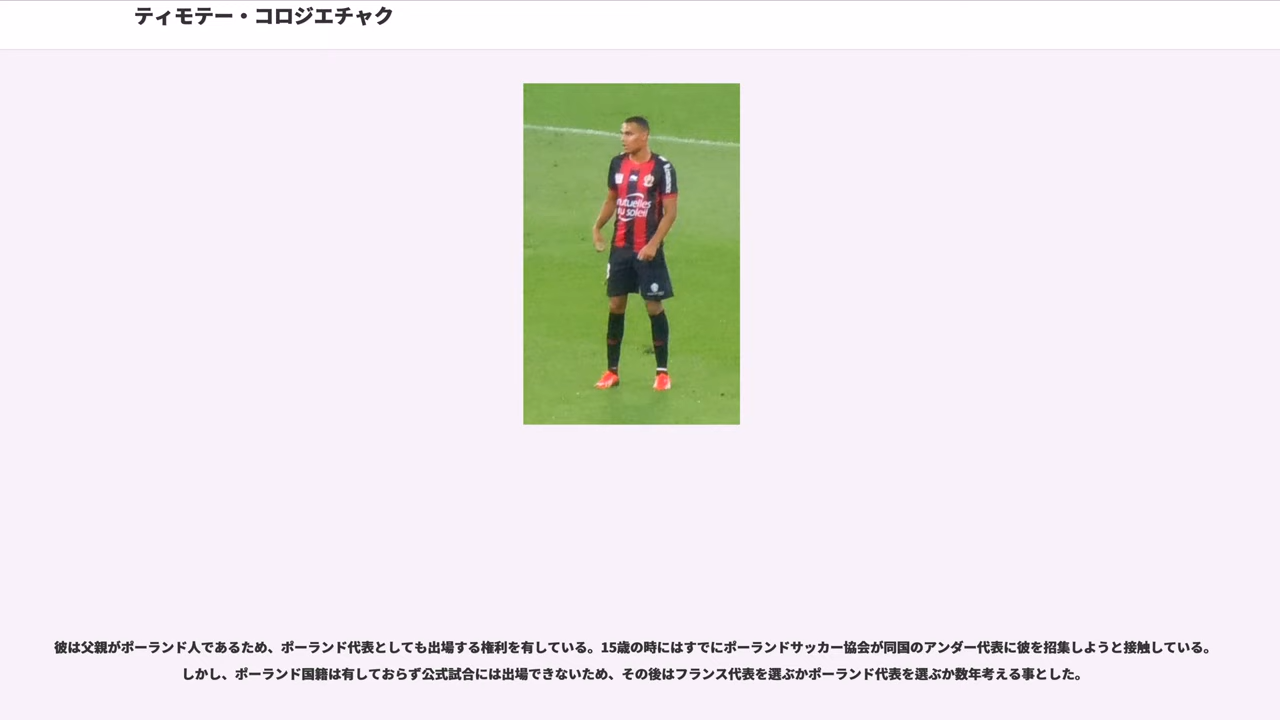 ティモテー・コロジエチャク
mutuelles
du soleil
彼は父親がポーランド人であるため、ポーランド代表としても出場する権利を有している。15歳の時にはすでにポーランドサッカー協会が同国のアンダー代表に彼を招集しようと接触している。
しかし、ポーランド国籍は有しておらず公式試合には出場できないため、その後はフランス代表を選ぶかポーランド代表を選ぶか数年考える事とした。